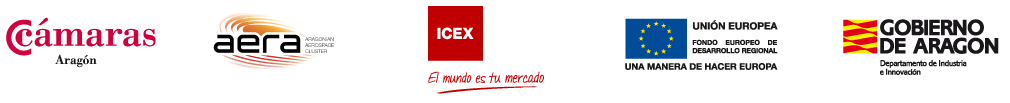 Cámaras
Aragón
aera
ARAGONIAN
AEROSPACE
CLUSTER
ICEX
El mundo es tu mercado
UNIÓN EUROPEA
FONDO EUROPEO DE
DESARROLLO REGIONAL
UNA MANERA DE HACER EUROPA
GOBIERNO
DE ARAGON
Departamento de Industria
e Innovación